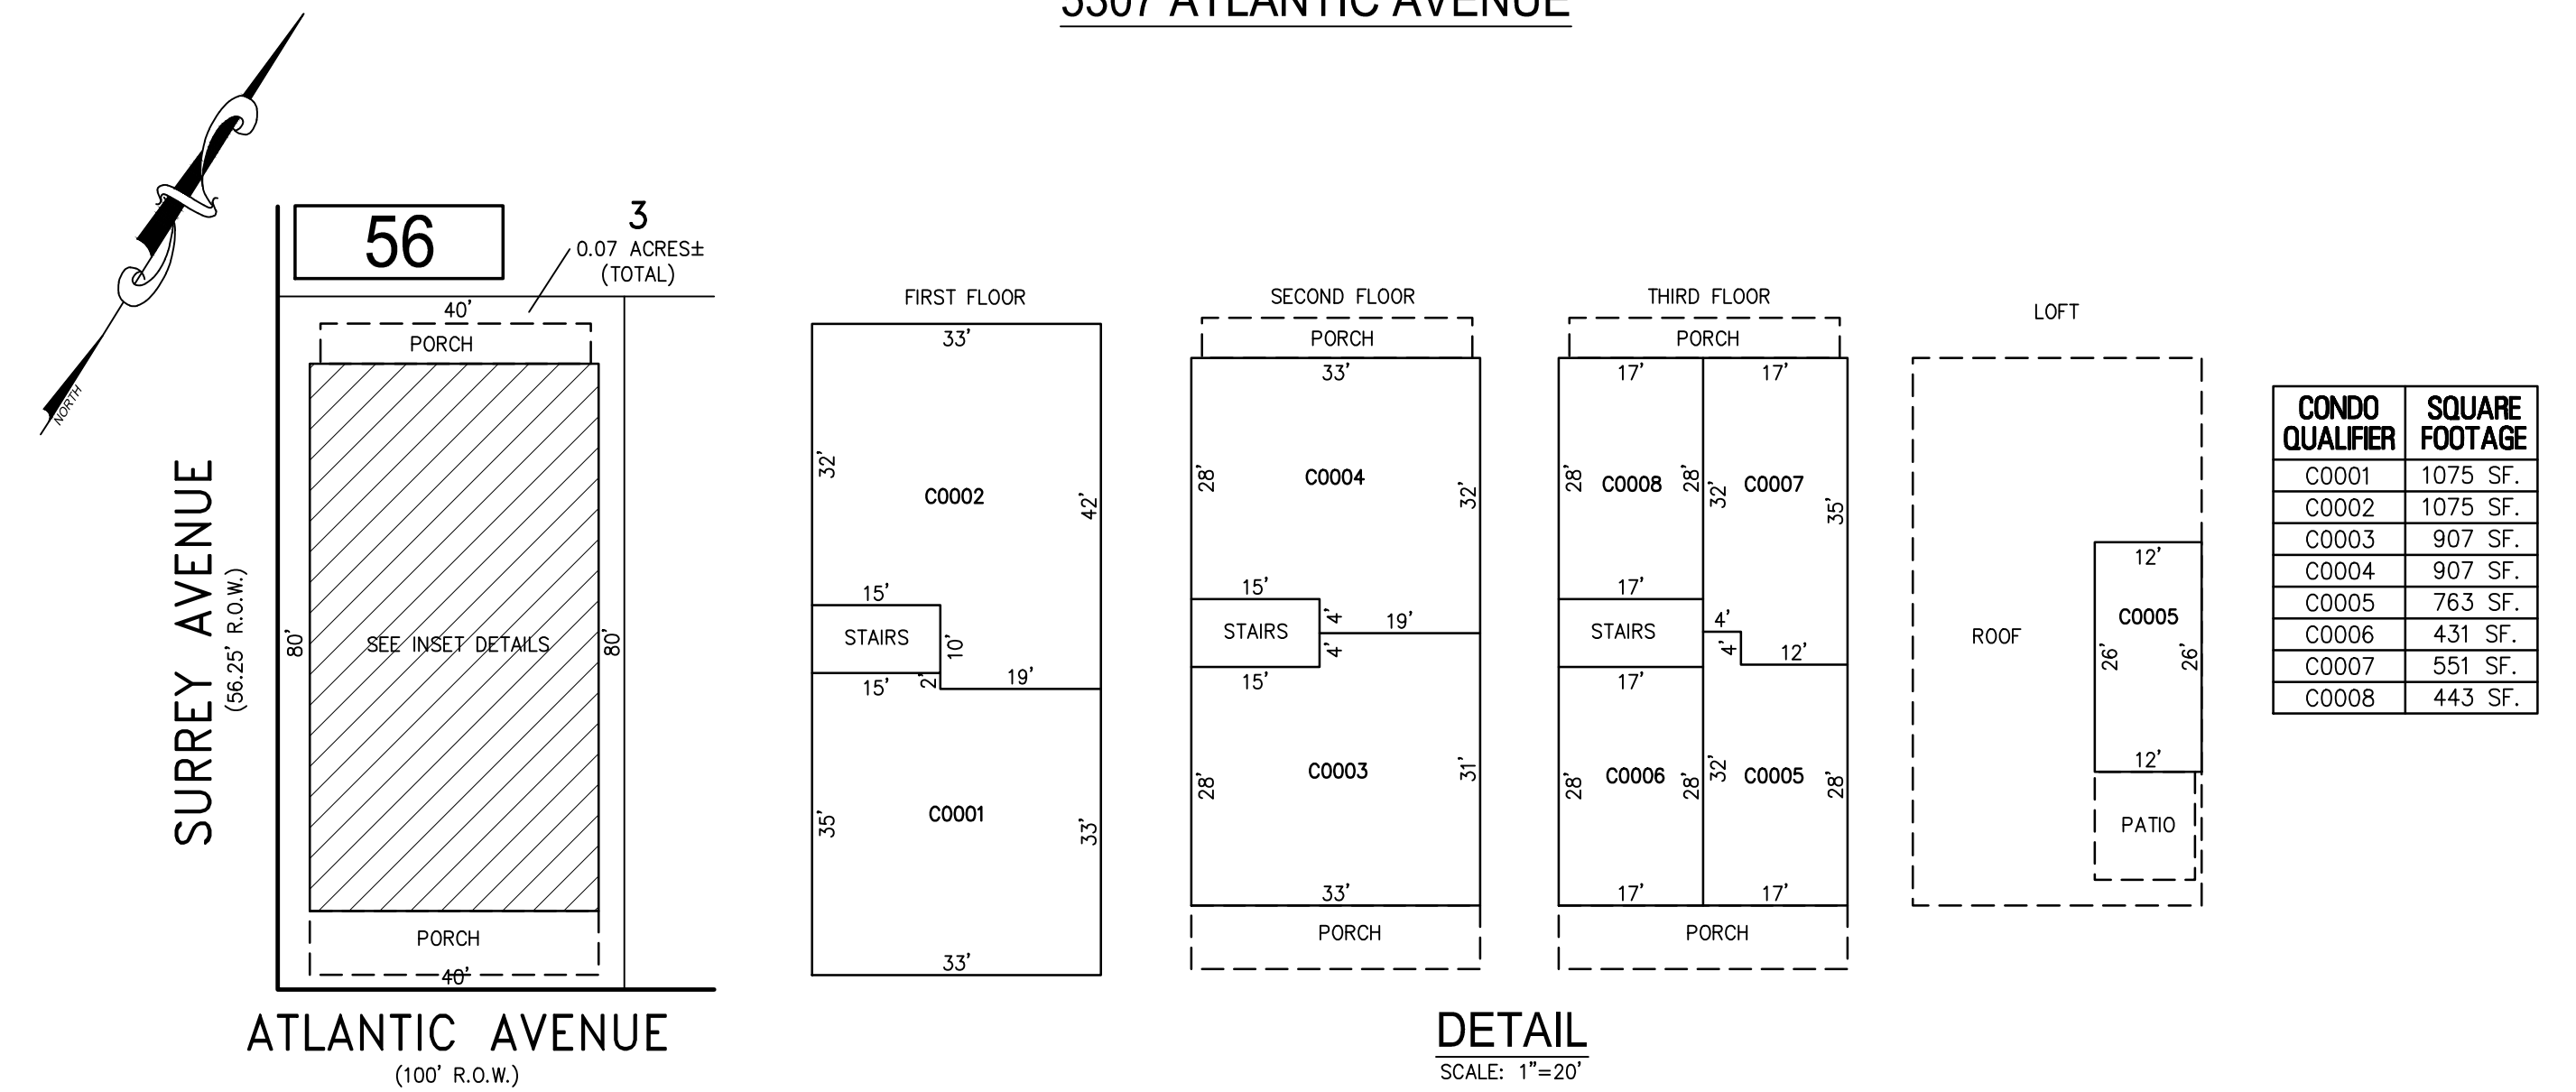 5307 ATLANTIC AVENUE
NORTH
56
3
0.07 ACRES±
(TOTAL)
40'
PORCH
SURREY AVENUE
(56.25' R.O.W.)
80'
SEE INSET DETAILS
80'
PORCH
40'
ATLANTIC AVENUE
(100' R.O.W.)
FIRST FLOOR
33'
32'
C0002
42'
15'
STAIRS
10'
15'
2'
19'
35'
C0001
33'
33'
SECOND FLOOR
PORCH
33'
28'
C0004
32'
15'
STAIRS
4'
19'
4'
15'
28'
C0003
31'
33'
PORCH
THIRD FLOOR
PORCH
17'
17'
28'
C0008
28'
32'
C0007
35'
17'
STAIRS
4'
4'
12'
17'
28'
C0006
28'
32'
C0005
28'
17'
17'
PORCH
LOFT
ROOF
12'
C0005
26'
26'
12'
PATIO
DETAIL
SCALE: 1"=20'
CONDO QUALIFIER SQUARE FOOTAGE
C0001 1075 SF.
C0002 1075 SF.
C0003 907 SF.
C0004 907 SF.
C0005 763 SF.
C0006 431 SF.
C0007 551 SF.
C0008 443 SF.